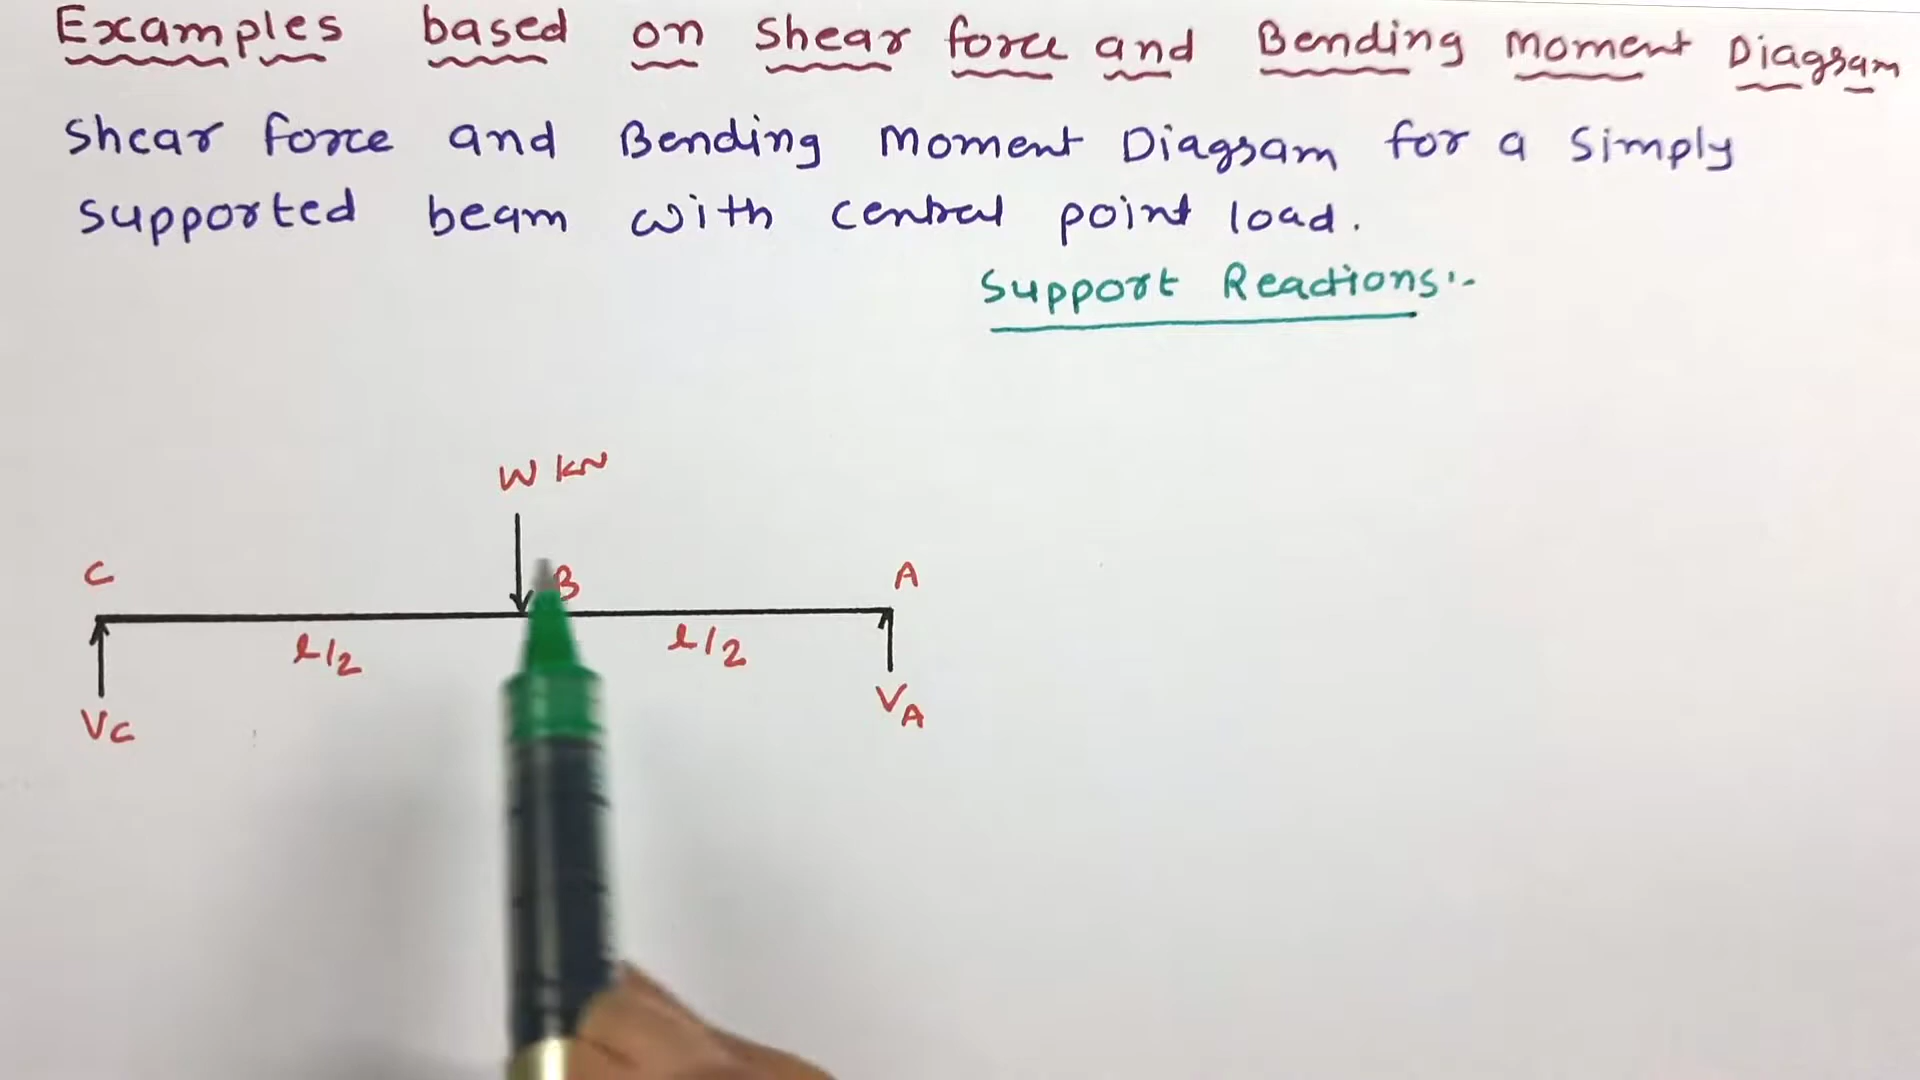 Examples based on Shear force and Bending Moment Diagram
Shear force and Bending Moment Diagram for a Simply
supported beam with central point load.
Support Reactions:-
W kN
C
B
A
l/2
l/2
VC
VA